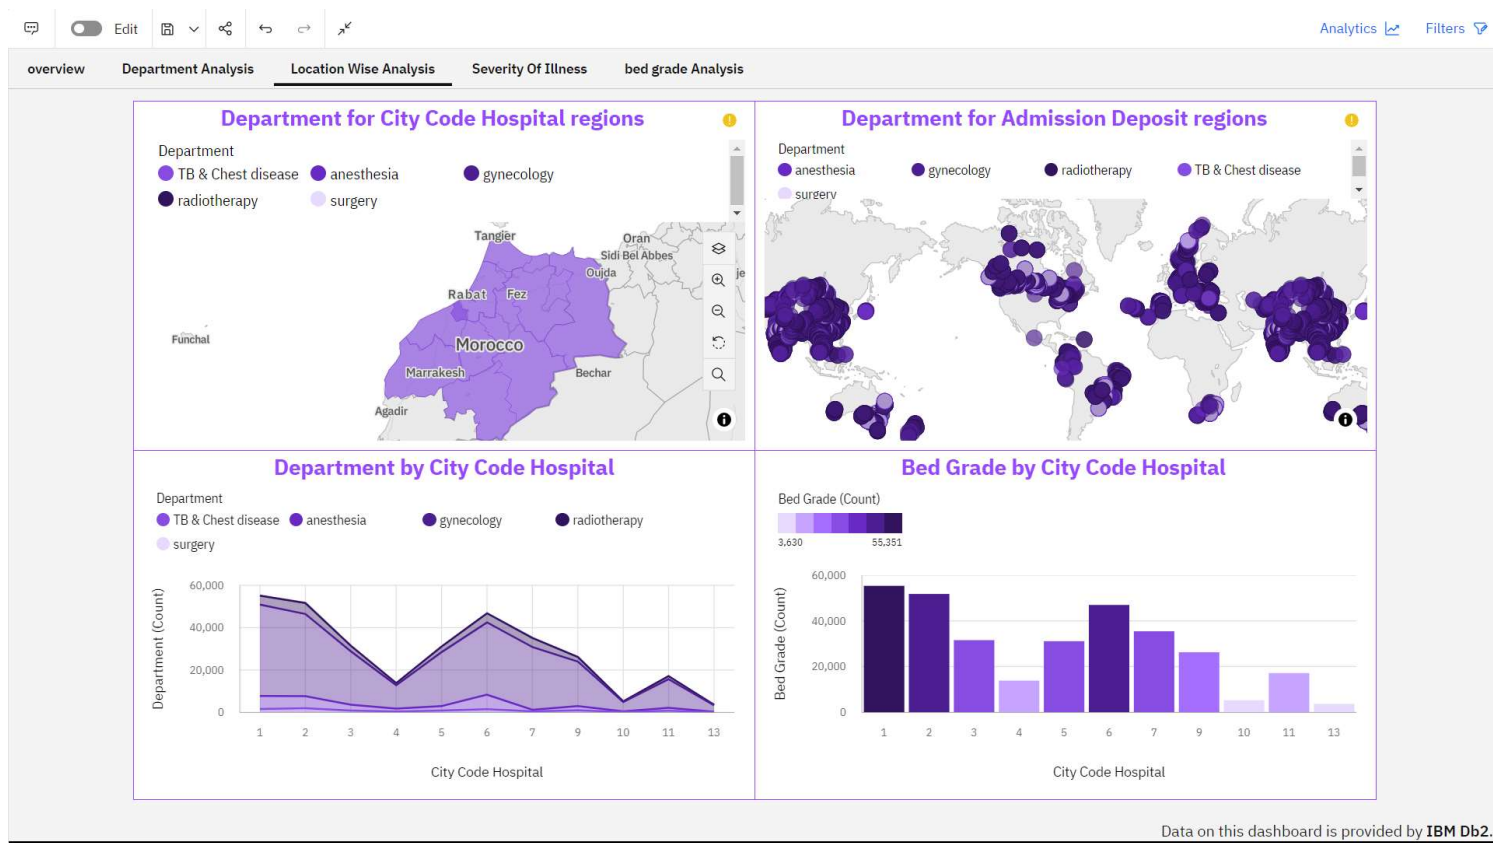 Edit
Analytics
Filters
overview
Department Analysis
Location Wise Analysis
Severity Of Illness
bed grade Analysis
Department for City Code Hospital regions
Department
TB & Chest disease
anesthesia
gynecology
radiotherapy
surgery
Tangier
Oran
Sidi Bel Abbes
Oujda
je
Rabat
Fez
Funchal
Morocco
Marrakesh
Bechar
Agadir
Department for Admission Deposit regions
Department
anesthesia
gynecology
radiotherapy
TB & Chest disease
surgery
Department by City Code Hospital
Department
TB & Chest disease
anesthesia
gynecology
radiotherapy
surgery
Department (Count)
60,000
40,000
20,000
0
1 2 3 4 5 6 7 9 10 11 13
City Code Hospital
Bed Grade by City Code Hospital
Bed Grade (Count)
3,630 55,351
Bed Grade (Count)
60,000
40,000
20,000
0
1 2 3 4 5 6 7 9 10 11 13
City Code Hospital
Data on this dashboard is provided by IBM Db2.